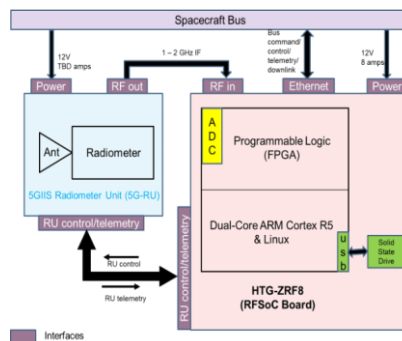 Spacecraft Bus
12V
TBD amps
1 – 2 GHz IF
Bus
command/
control/
telemetry/
downlink
12V
8 amps
Power
RF out
RF in
Ethernet
Power
A
D
C
Programmable Logic
(FPGA)
Ant
Radiometer
5GIIS Radiometer Unit (5G-RU)
RU control/telemetry
RU control/telemetry
Dual-Core ARM Cortex R5
& Linux
u
s
b
Solid
State
Drive
RU control
RU telemetry
HTG-ZRF8
(RFSoC Board)
Interfaces